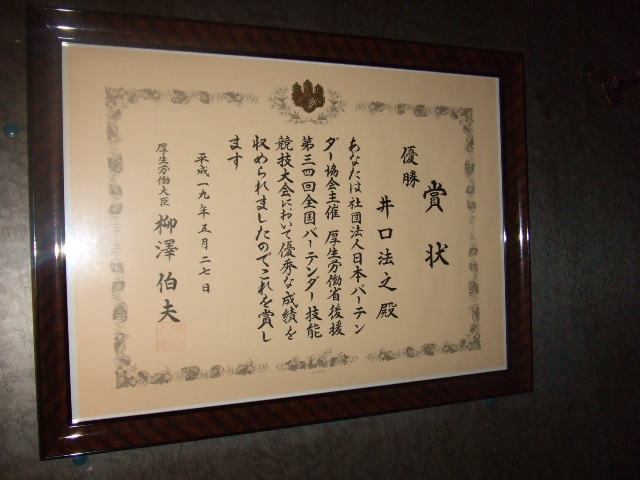 賞状
優勝
井口法之殿
あなたは社団法人日本バーテン
ダー協会主催 厚生労働省後援
第三四回全国バーテンダー技能
競技大会において優秀な成績を
収められましたのでこれを賞し
ます
平成一九年五月二七日
厚生労働大臣 柳澤伯夫